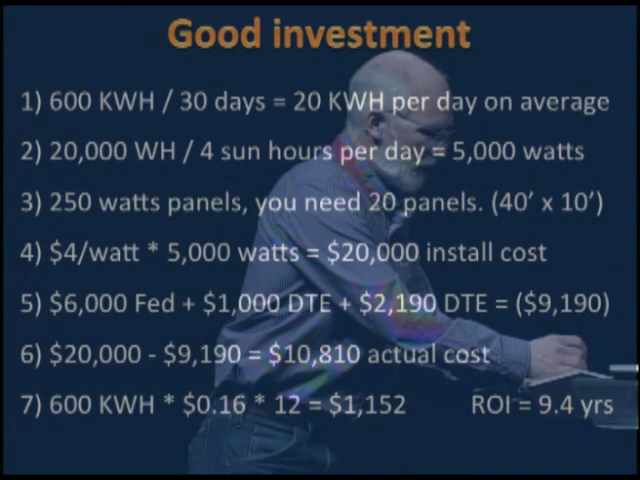 Good investment
1) 600 KWH / 30 days = 20 KWH per day on average
2) 20,000 WH / 4 sun hours per day = 5,000 watts
3) 250 watts panels, you need 20 panels. (40' x 10')
4) $4/watt * 5,000 watts = $20,000 install cost
5) $6,000 Fed + $1,000 DTE + $2,190 DTE = ($9,190)
6) $20,000 - $9,190 = $10,810 actual cost
7) 600 KWH * $0.16 * 12 = $1,152 ROI = 9.4 yrs